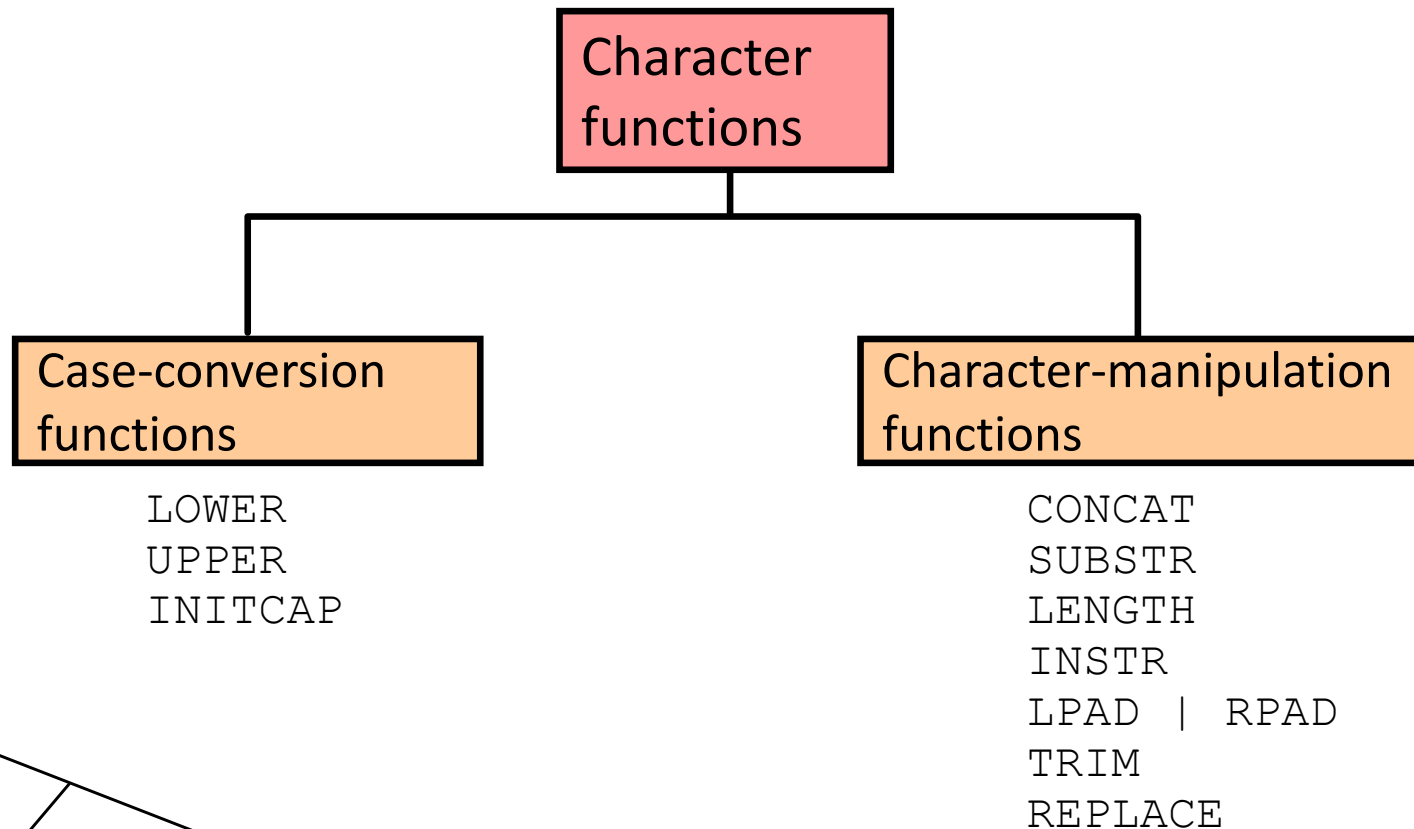 Character
functions
Case-conversion
functions
LOWER
UPPER
INITCAP
Character-manipulation
functions
CONCAT
SUBSTR
LENGTH
INSTR
LPAD | RPAD
TRIM
REPLACE